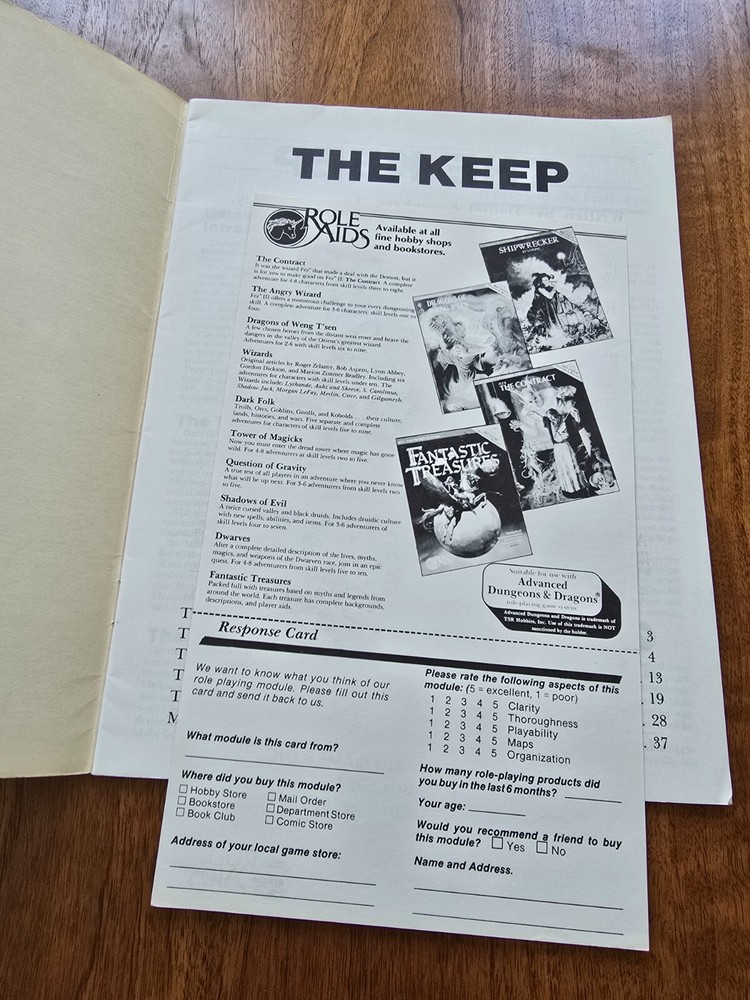 THE KEEP
ROLE
AIDS
Available at all
fine hobby shops
and bookstores.
The Contract
It was the wizard Fez™ that made a deal with the Demon, but it
is for you to make good on Fez™ II: The Contract. A complete
adventure for 4-8 characters from skill levels three to eight.
The Angry Wizard
Fez™ III offers a monstrous challenge to your every dungeoning
skill. A complete adventure for 3-6 characters: skill levels one to
four.
Dragons of Weng T'sen
A few chosen heroes from the distant west enter and leave the
dangers in the valley of the Orient's greatest wizard.
Adventures for 2-6 with skill levels six to nine.
Wizards
Original articles by Roger Zelazny, Bob Asprin, Lynn Abbey,
Gordon Dickson, and Marion Zimmer Bradley. Including six
adventures for characters with skill levels under ten. The
Wizards include: Lythande, Aahz and Skeeve, S. Carolinus,
Shadow Jack, Morgan LeFay, Merlin, Circe, and Gilgamesh.
Dark Folk
Trolls, Orcs, Goblins, Gnolls, and Kobolds . . . their culture,
lands, histories, and wars. Five separate and complete
adventures for characters of skill levels five to nine.
Tower of Magicks
Now you must enter the dread tower where magic has gone
wild. For 4-8 adventurers at skill levels two to five.
Question of Gravity
A true test of all players in an adventure where you never know
what will be up next. For 3-6 adventurers from skill levels two
to five.
Shadows of Evil
A twice cursed valley and black druids. Includes druidic culture
with new spells, abilities, and items. For 3-6 adventurers of
skill levels four to seven.
Dwarves
After a complete detailed description of the lives, myths,
magics, and weapons of the Dwarven race, join in an epic
quest. For 4-8 adventurers from skill levels five to ten.
Fantastic Treasures
Packed full with treasures based on myths and legends from
around the world. Each treasure has complete backgrounds,
descriptions, and player aids.
SHIPWRECKER
DRAGONS OF
THE CONTRACT
FANTASTIC
TREASURES
Suitable for use with
Advanced
Dungeons & Dragons®
role playing game system
Advanced Dungeons and Dragons is trademark of
TSR Hobbies, Inc. Use of this trademark is NOT
sanctioned by the holder.
T
T 3
T 4
T . 13
T . 19
M . 28
. 37
Response Card
We want to know what you think of our
role playing module. Please fill out this
card and send it back to us.
What module is this card from?
Where did you buy this module?
Hobby Store
Bookstore
Book Club
Mail Order
Department Store
Comic Store
Address of your local game store:
Please rate the following aspects of this
module: (5 = excellent, 1 = poor)
1 2 3 4 5 Clarity
1 2 3 4 5 Thoroughness
1 2 3 4 5 Playability
1 2 3 4 5 Maps
1 2 3 4 5 Organization
How many role-playing products did
you buy in the last 6 months?
Your age:
Would you recommend a friend to buy
this module? Yes No
Name and Address.